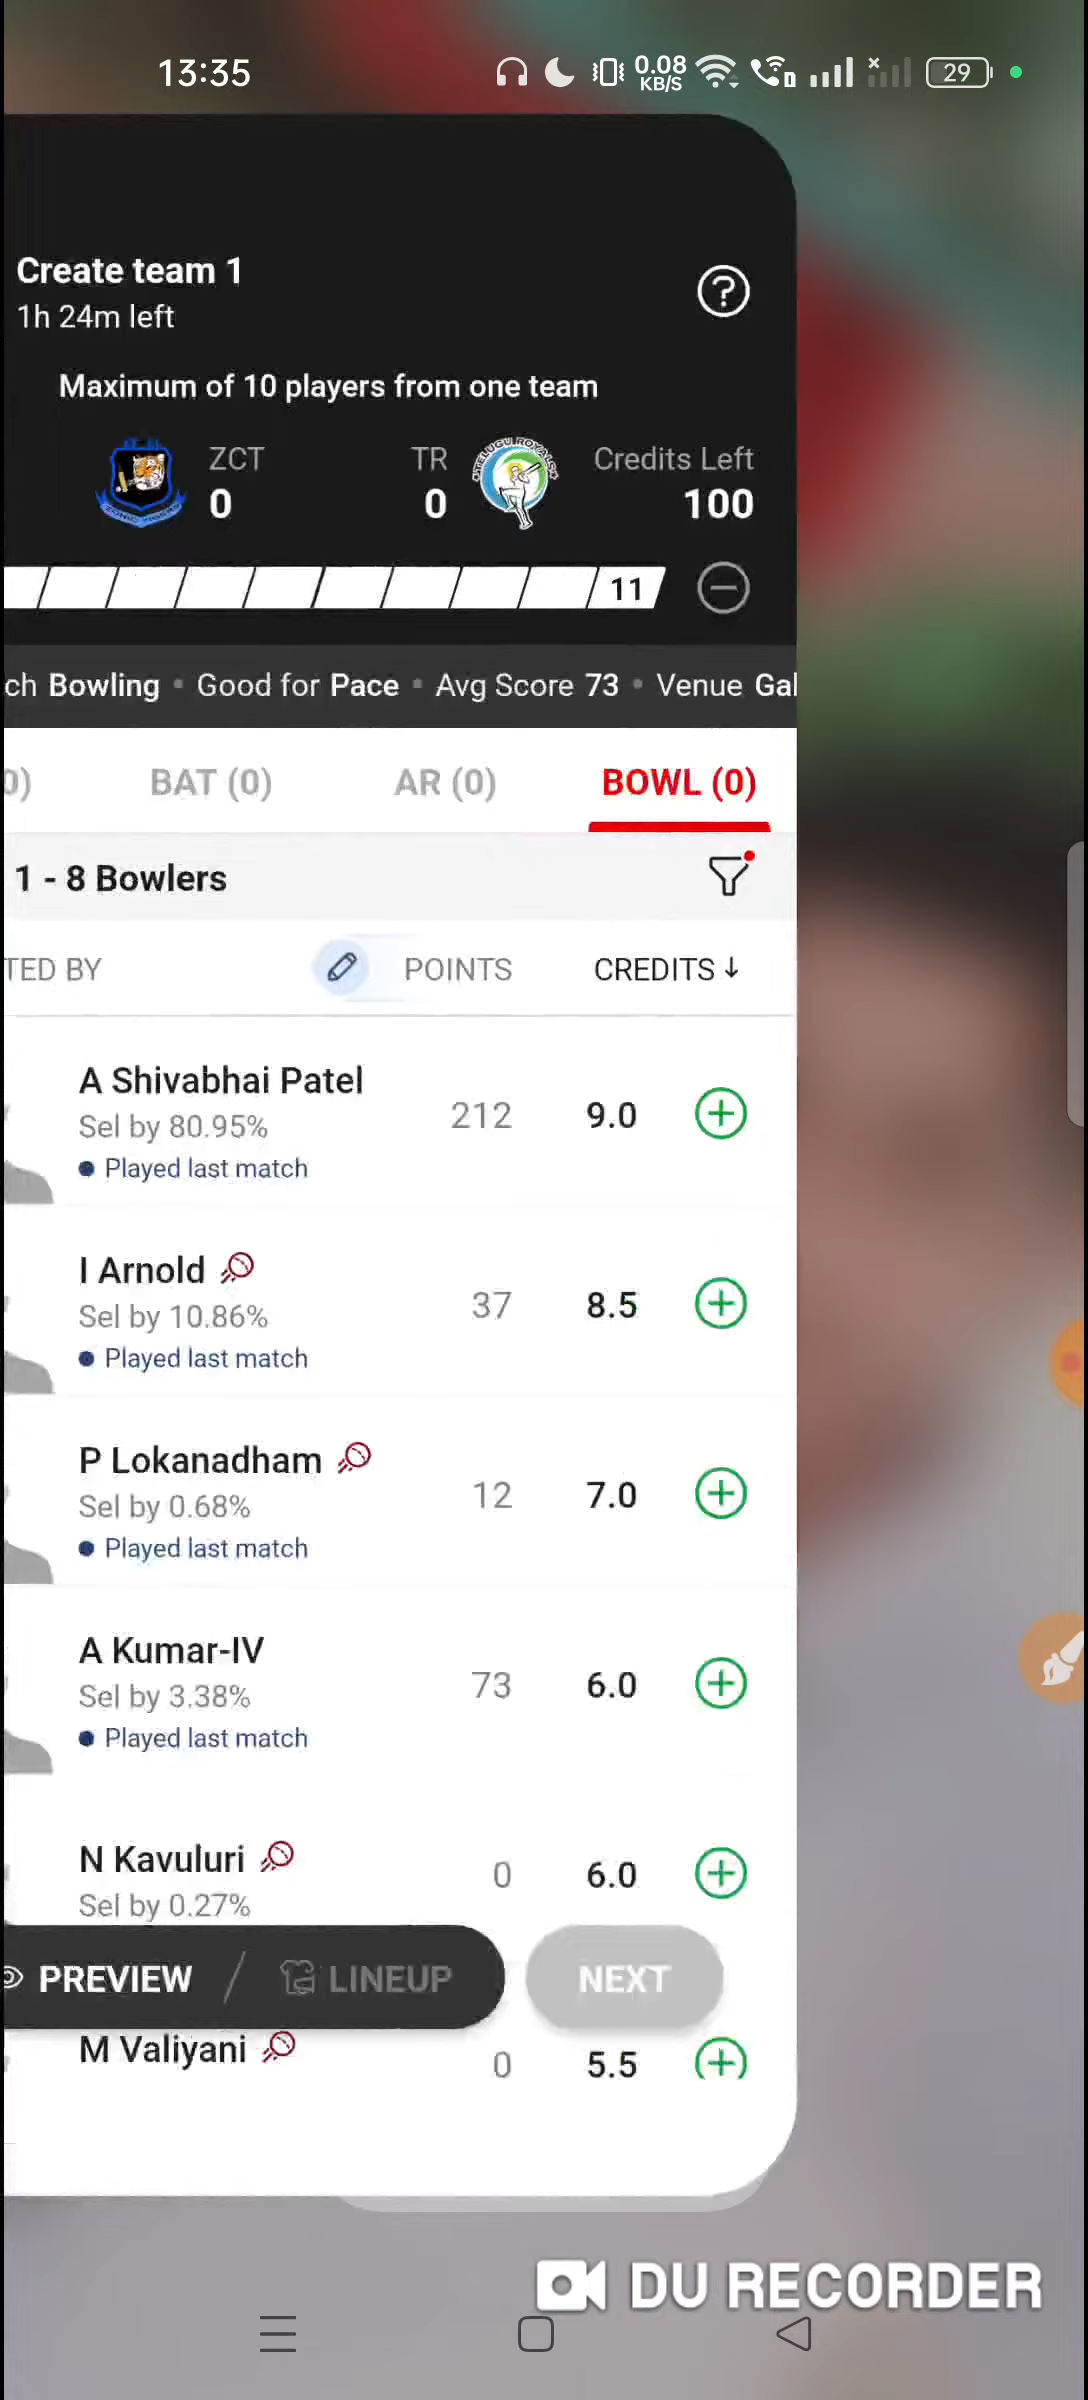 13:35
0.08
KB/S
29
Create team 1
1h 24m left
Maximum of 10 players from one team
ZCT
0
TR
0
TELUGU ROYALS
Credits Left
100
11
ch Bowling • Good for Pace • Avg Score 73 • Venue Gal
0)
BAT (0)
AR (0)
BOWL (0)
1 - 8 Bowlers
TED BY
POINTS
CREDITS ↓
A Shivabhai Patel
Sel by 80.95%
Played last match
212
9.0
I Arnold
Sel by 10.86%
Played last match
37
8.5
P Lokanadham
Sel by 0.68%
Played last match
12
7.0
A Kumar-IV
Sel by 3.38%
Played last match
73
6.0
N Kavuluri
Sel by 0.27%
0
6.0
PREVIEW / LINEUP
NEXT
M Valiyani
0
5.5
DU RECORDER